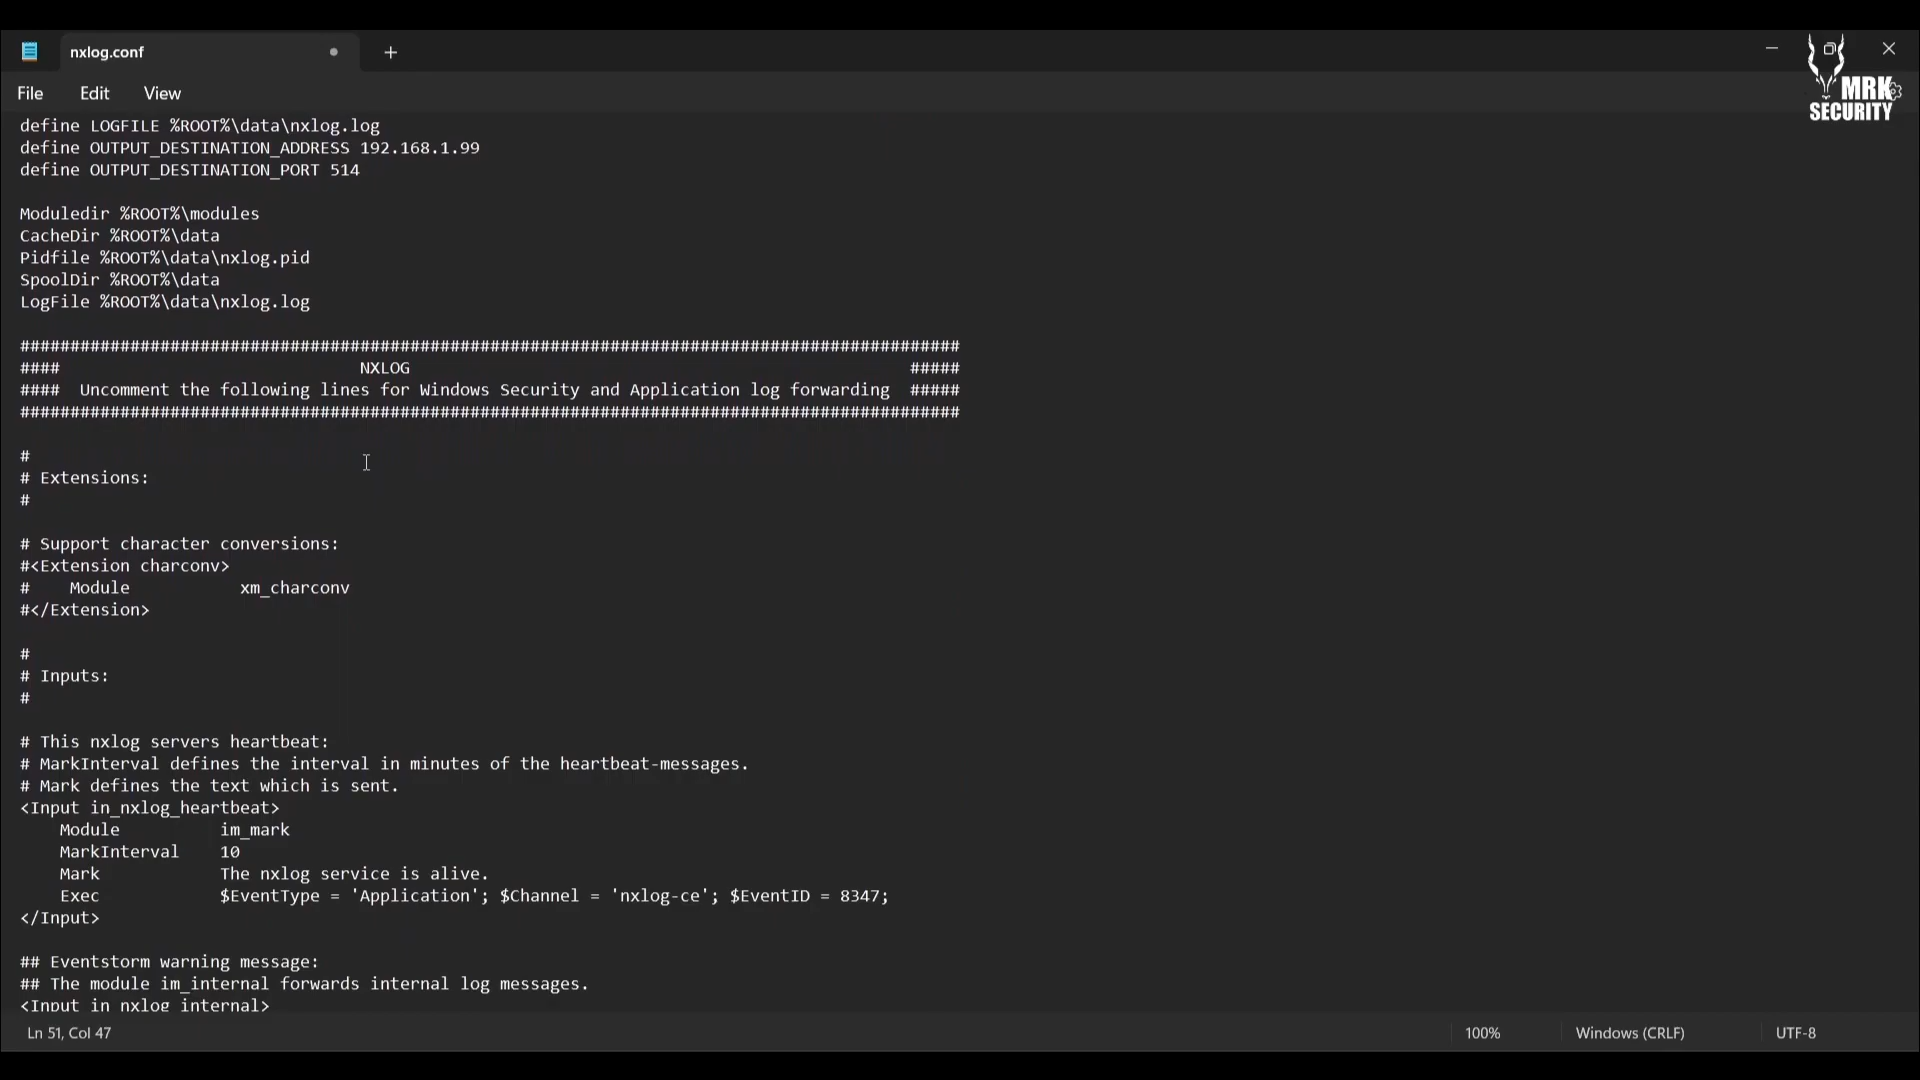 nxlog.conf
File Edit View
MRK
SECURITY
define LOGFILE %ROOT%\data\nxlog.log
define OUTPUT_DESTINATION_ADDRESS 192.168.1.99
define OUTPUT_DESTINATION_PORT 514
Moduledir %ROOT%\modules
CacheDir %ROOT%\data
Pidfile %ROOT%\data\nxlog.pid
SpoolDir %ROOT%\data
LogFile %ROOT%\data\nxlog.log
##############################################################################################
####                              NXLOG                                                  #####
####  Uncomment the following lines for Windows Security and Application log forwarding  #####
##############################################################################################
#
# Extensions:
#
# Support character conversions:
#<Extension charconv>
#    Module           xm_charconv
#</Extension>
#
# Inputs:
#
# This nxlog servers heartbeat:
# MarkInterval defines the interval in minutes of the heartbeat-messages.
# Mark defines the text which is sent.
<Input in_nxlog_heartbeat>
    Module          im_mark
    MarkInterval    10
    Mark            The nxlog service is alive.
    Exec            $EventType = 'Application'; $Channel = 'nxlog-ce'; $EventID = 8347;
</Input>
## Eventstorm warning message:
## The module im_internal forwards internal log messages.
<Input in_nxlog_internal>
Ln 51, Col 47
100%
Windows (CRLF)
UTF-8